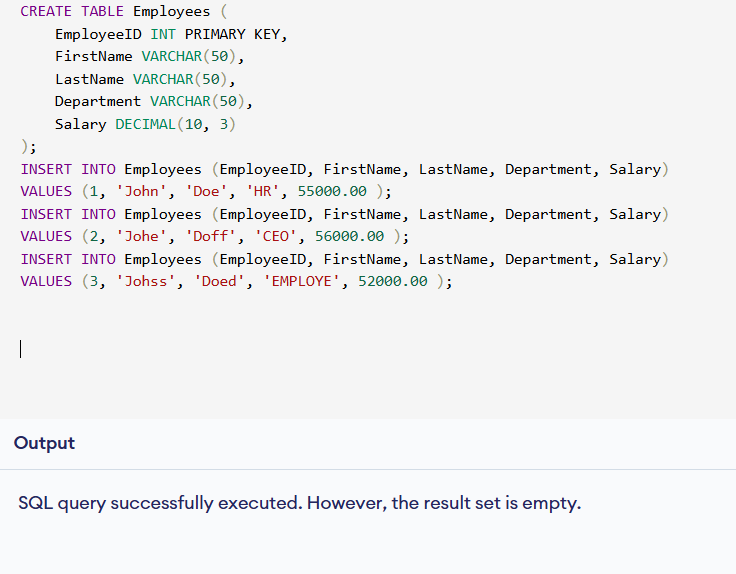 CREATE TABLE Employees (
    EmployeeID INT PRIMARY KEY,
    FirstName VARCHAR(50),
    LastName VARCHAR(50),
    Department VARCHAR(50),
    Salary DECIMAL(10, 3)
);
INSERT INTO Employees (EmployeeID, FirstName, LastName, Department, Salary)
VALUES (1, 'John', 'Doe', 'HR', 55000.00 );
INSERT INTO Employees (EmployeeID, FirstName, LastName, Department, Salary)
VALUES (2, 'Johe', 'Doff', 'CEO', 56000.00 );
INSERT INTO Employees (EmployeeID, FirstName, LastName, Department, Salary)
VALUES (3, 'Johss', 'Doed', 'EMPLOYE', 52000.00 );
Output
SQL query successfully executed. However, the result set is empty.